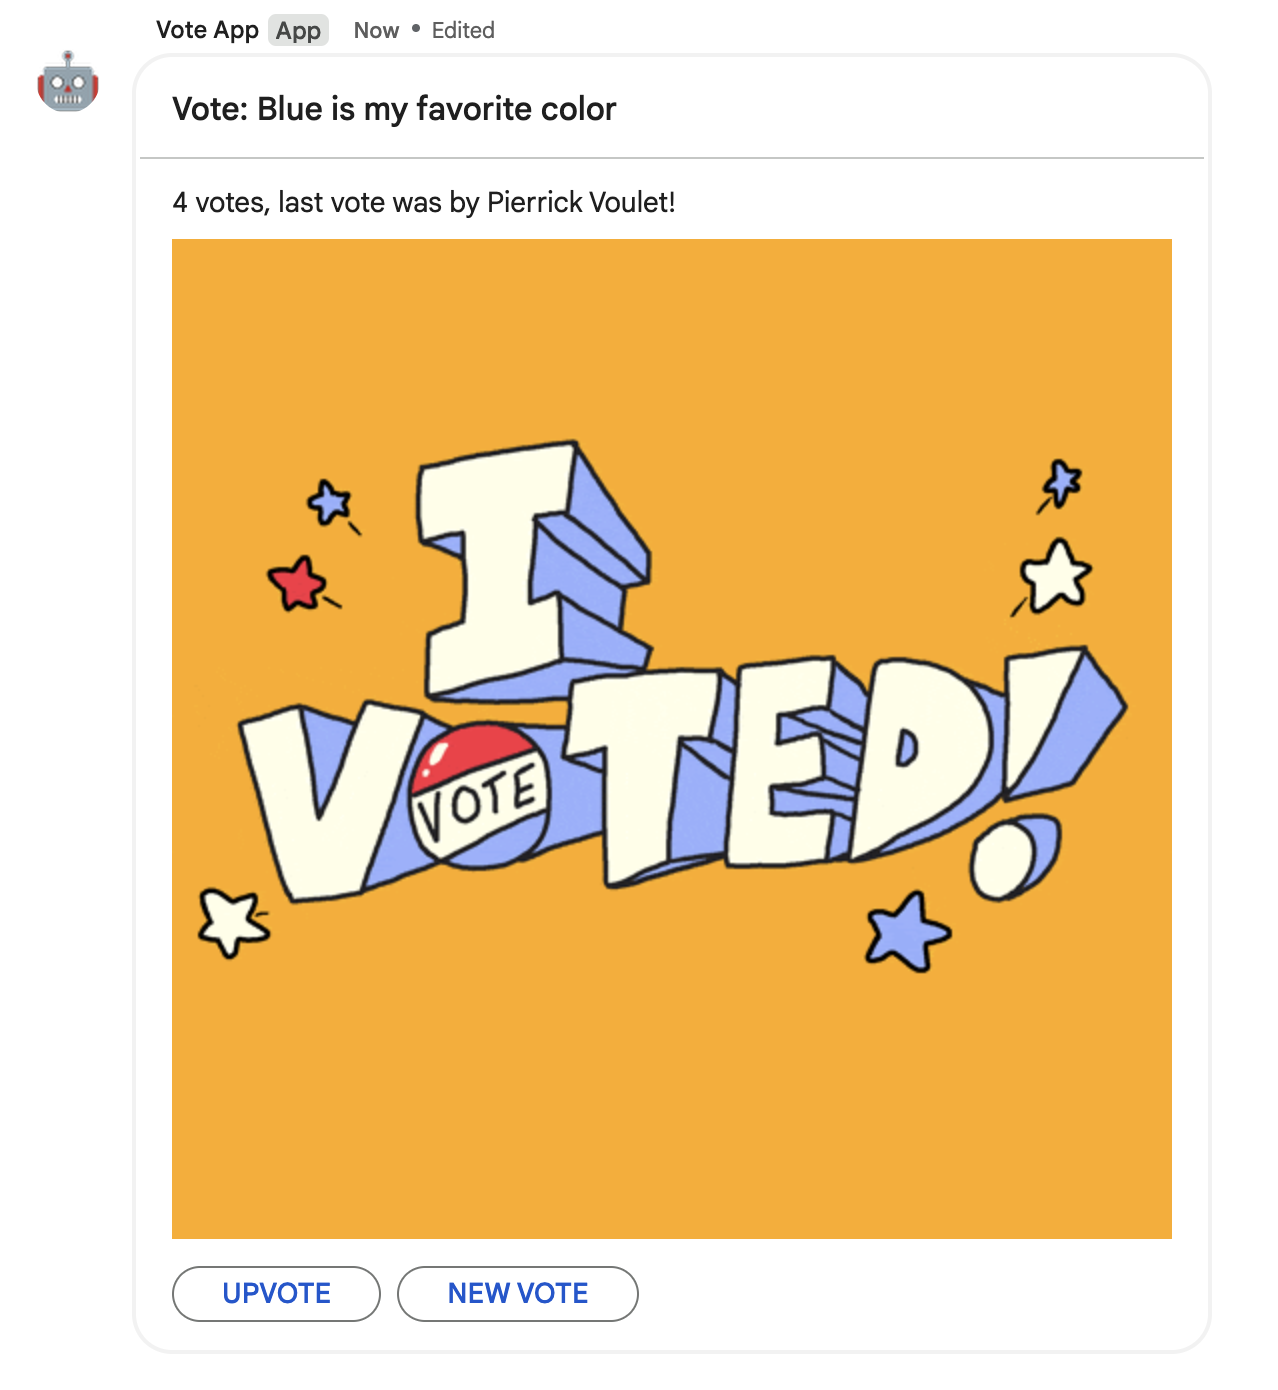 Vote App App Now • Edited
Vote: Blue is my favorite color
4 votes, last vote was by Pierrick Voulet!
I
VOTED!
VOTE
UPVOTE NEW VOTE